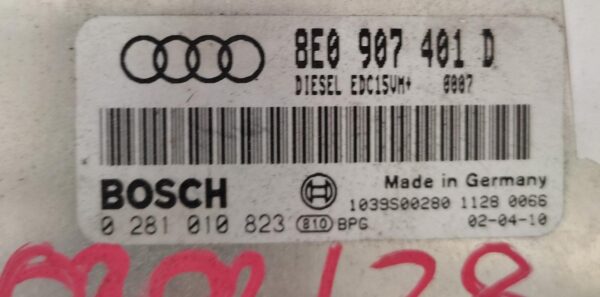 8E0 907 401 D
DIESEL EDC15VM+ 0007
BOSCH
Made in Germany
0 281 010 823 810 BPG
1039S00280 1128 0066
02-04-10